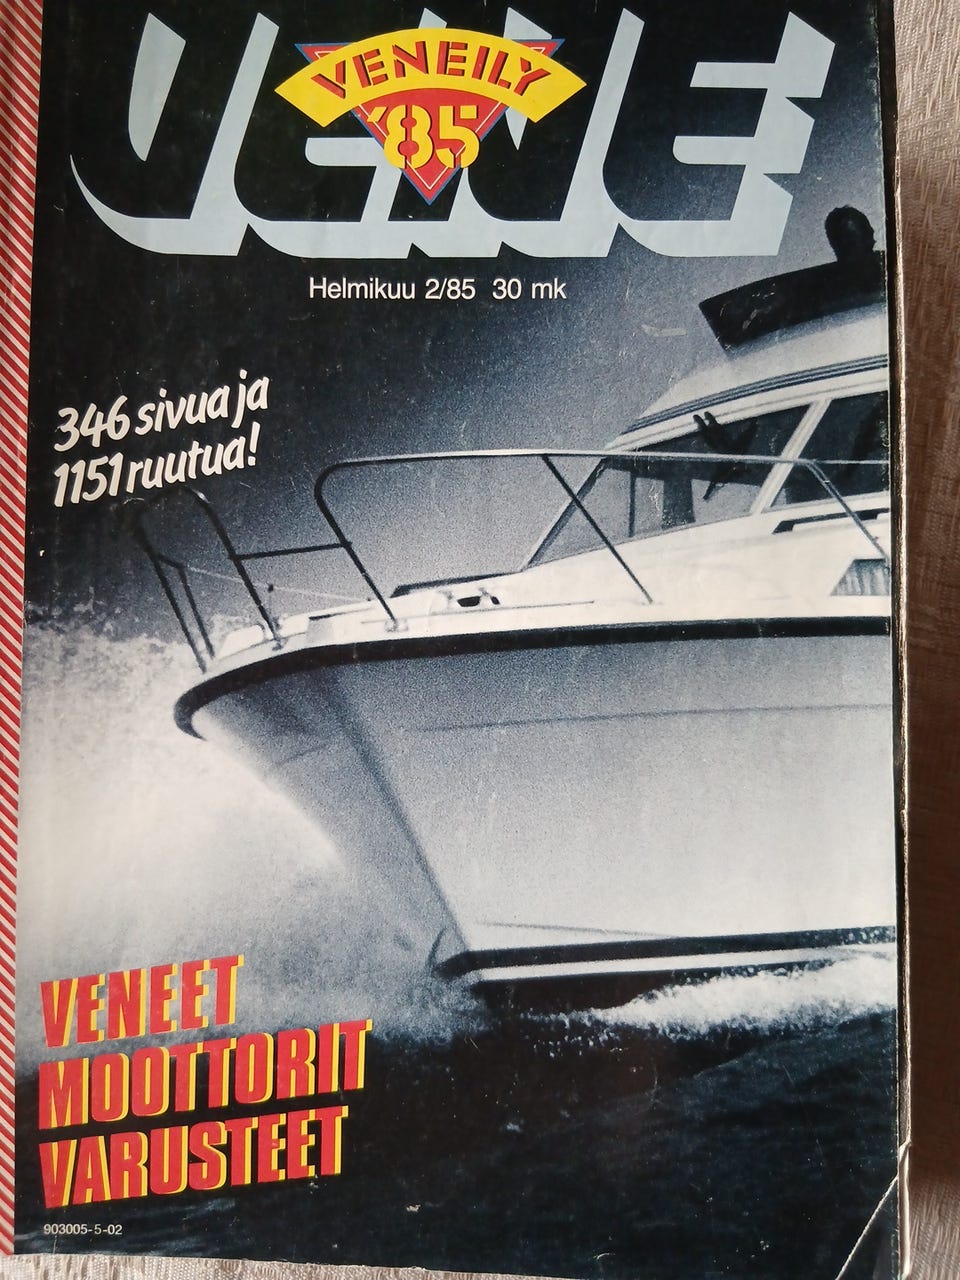 VENE
VENEILY
'85
Helmikuu 2/85 30 mk
346 sivua ja
1151 ruutua!
VENEET
MOOTTORIT
VARUSTEET
903005-5-02